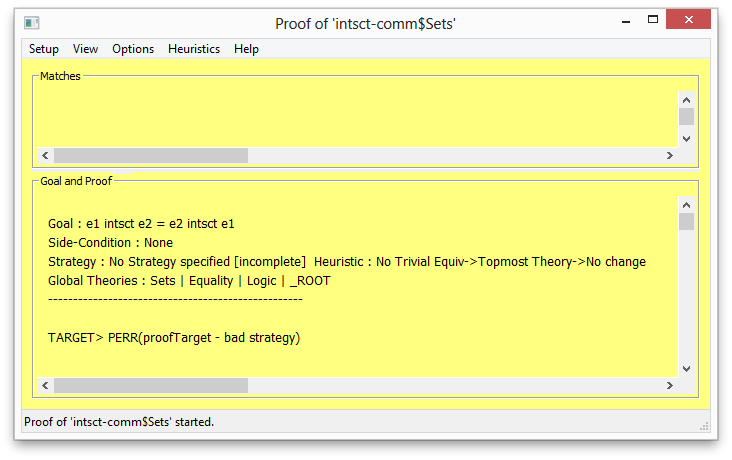 Proof of 'intsct-comm$Sets'
Setup View Options Heuristics Help
Matches
Goal and Proof
Goal : e1 intsct e2 = e2 intsct e1
Side-Condition : None
Strategy : No Strategy specified [incomplete]  Heuristic : No Trivial Equiv->Topmost Theory->No change
Global Theories : Sets | Equality | Logic | _ROOT
---------------------------------------------------
TARGET> PERR(proofTarget - bad strategy)
Proof of 'intsct-comm$Sets' started.